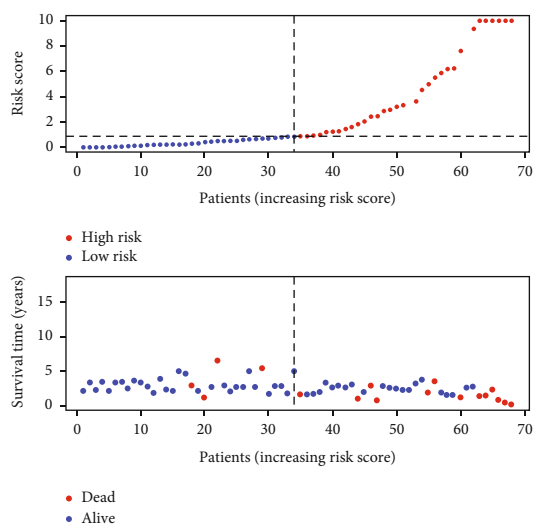 10
8
6
4
2
0
Risk score
0 10 20 30 40 50 60 70
Patients (increasing risk score)
High risk
Low risk
15
10
5
0
Survival time (years)
0 10 20 30 40 50 60 70
Patients (increasing risk score)
Dead
Alive